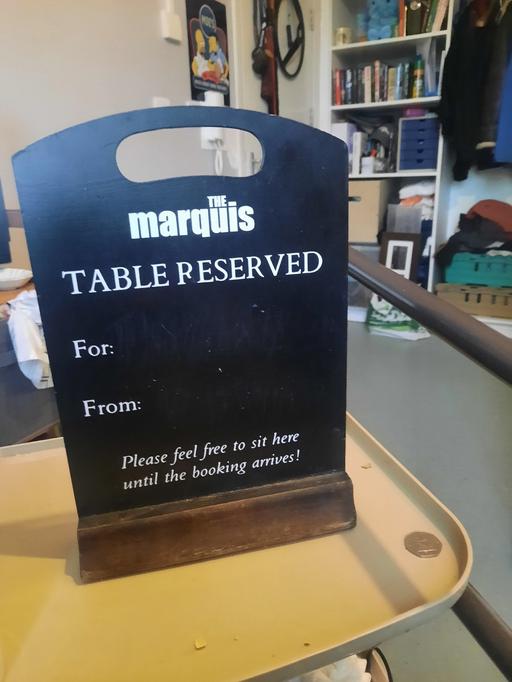 THE
marquis
TABLE RESERVED
For:
From:
Please feel free to sit here
until the booking arrives!